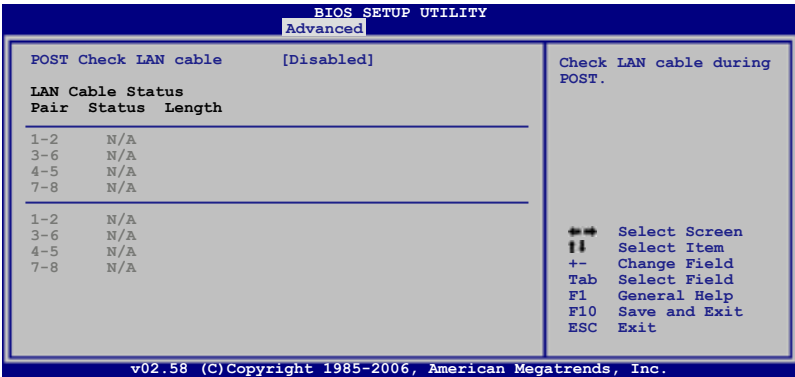 BIOS SETUP UTILITY
Advanced
POST Check LAN cable [Disabled]
LAN Cable Status
Pair Status Length
1-2 N/A
3-6 N/A
4-5 N/A
7-8 N/A
1-2 N/A
3-6 N/A
4-5 N/A
7-8 N/A
Check LAN cable during
POST.
Select Screen
Select Item
+- Change Field
Tab Select Field
F1 General Help
F10 Save and Exit
ESC Exit
v02.58 (C)Copyright 1985-2006, American Megatrends, Inc.